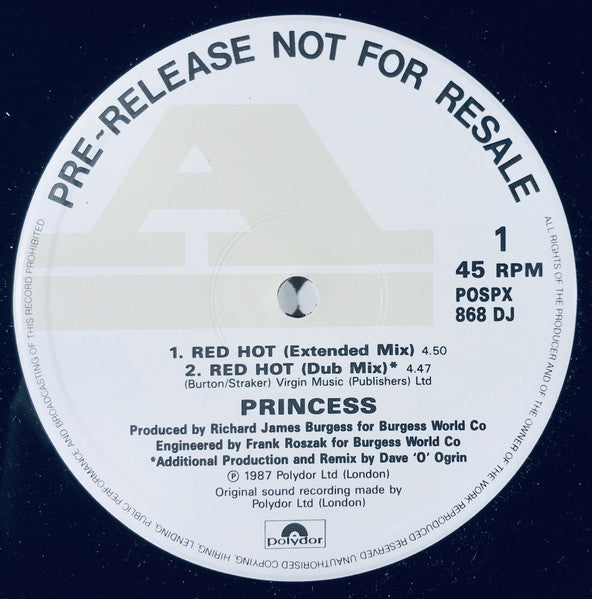 PRE-RELEASE NOT FOR RESALE
A
1
45 RPM
POSPX
868 DJ
1. RED HOT (Extended Mix) 4.50
2. RED HOT (Dub Mix)* 4.47
(Burton/Straker) Virgin Music (Publishers) Ltd
PRINCESS
Produced by Richard James Burgess for Burgess World Co
Engineered by Frank Roszak for Burgess World Co
*Additional Production and Remix by Dave 'O' Ogrin
℗ 1987 Polydor Ltd (London)
Original sound recording made by
Polydor Ltd (London)
polydor
ALL RIGHTS OF THE PRODUCER AND OF THE OWNER OF THE WORK REPRODUCED RESERVED. UNAUTHORISED COPYING, HIRING, LENDING, PUBLIC PERFORMANCE AND BROADCASTING OF THIS RECORD PROHIBITED